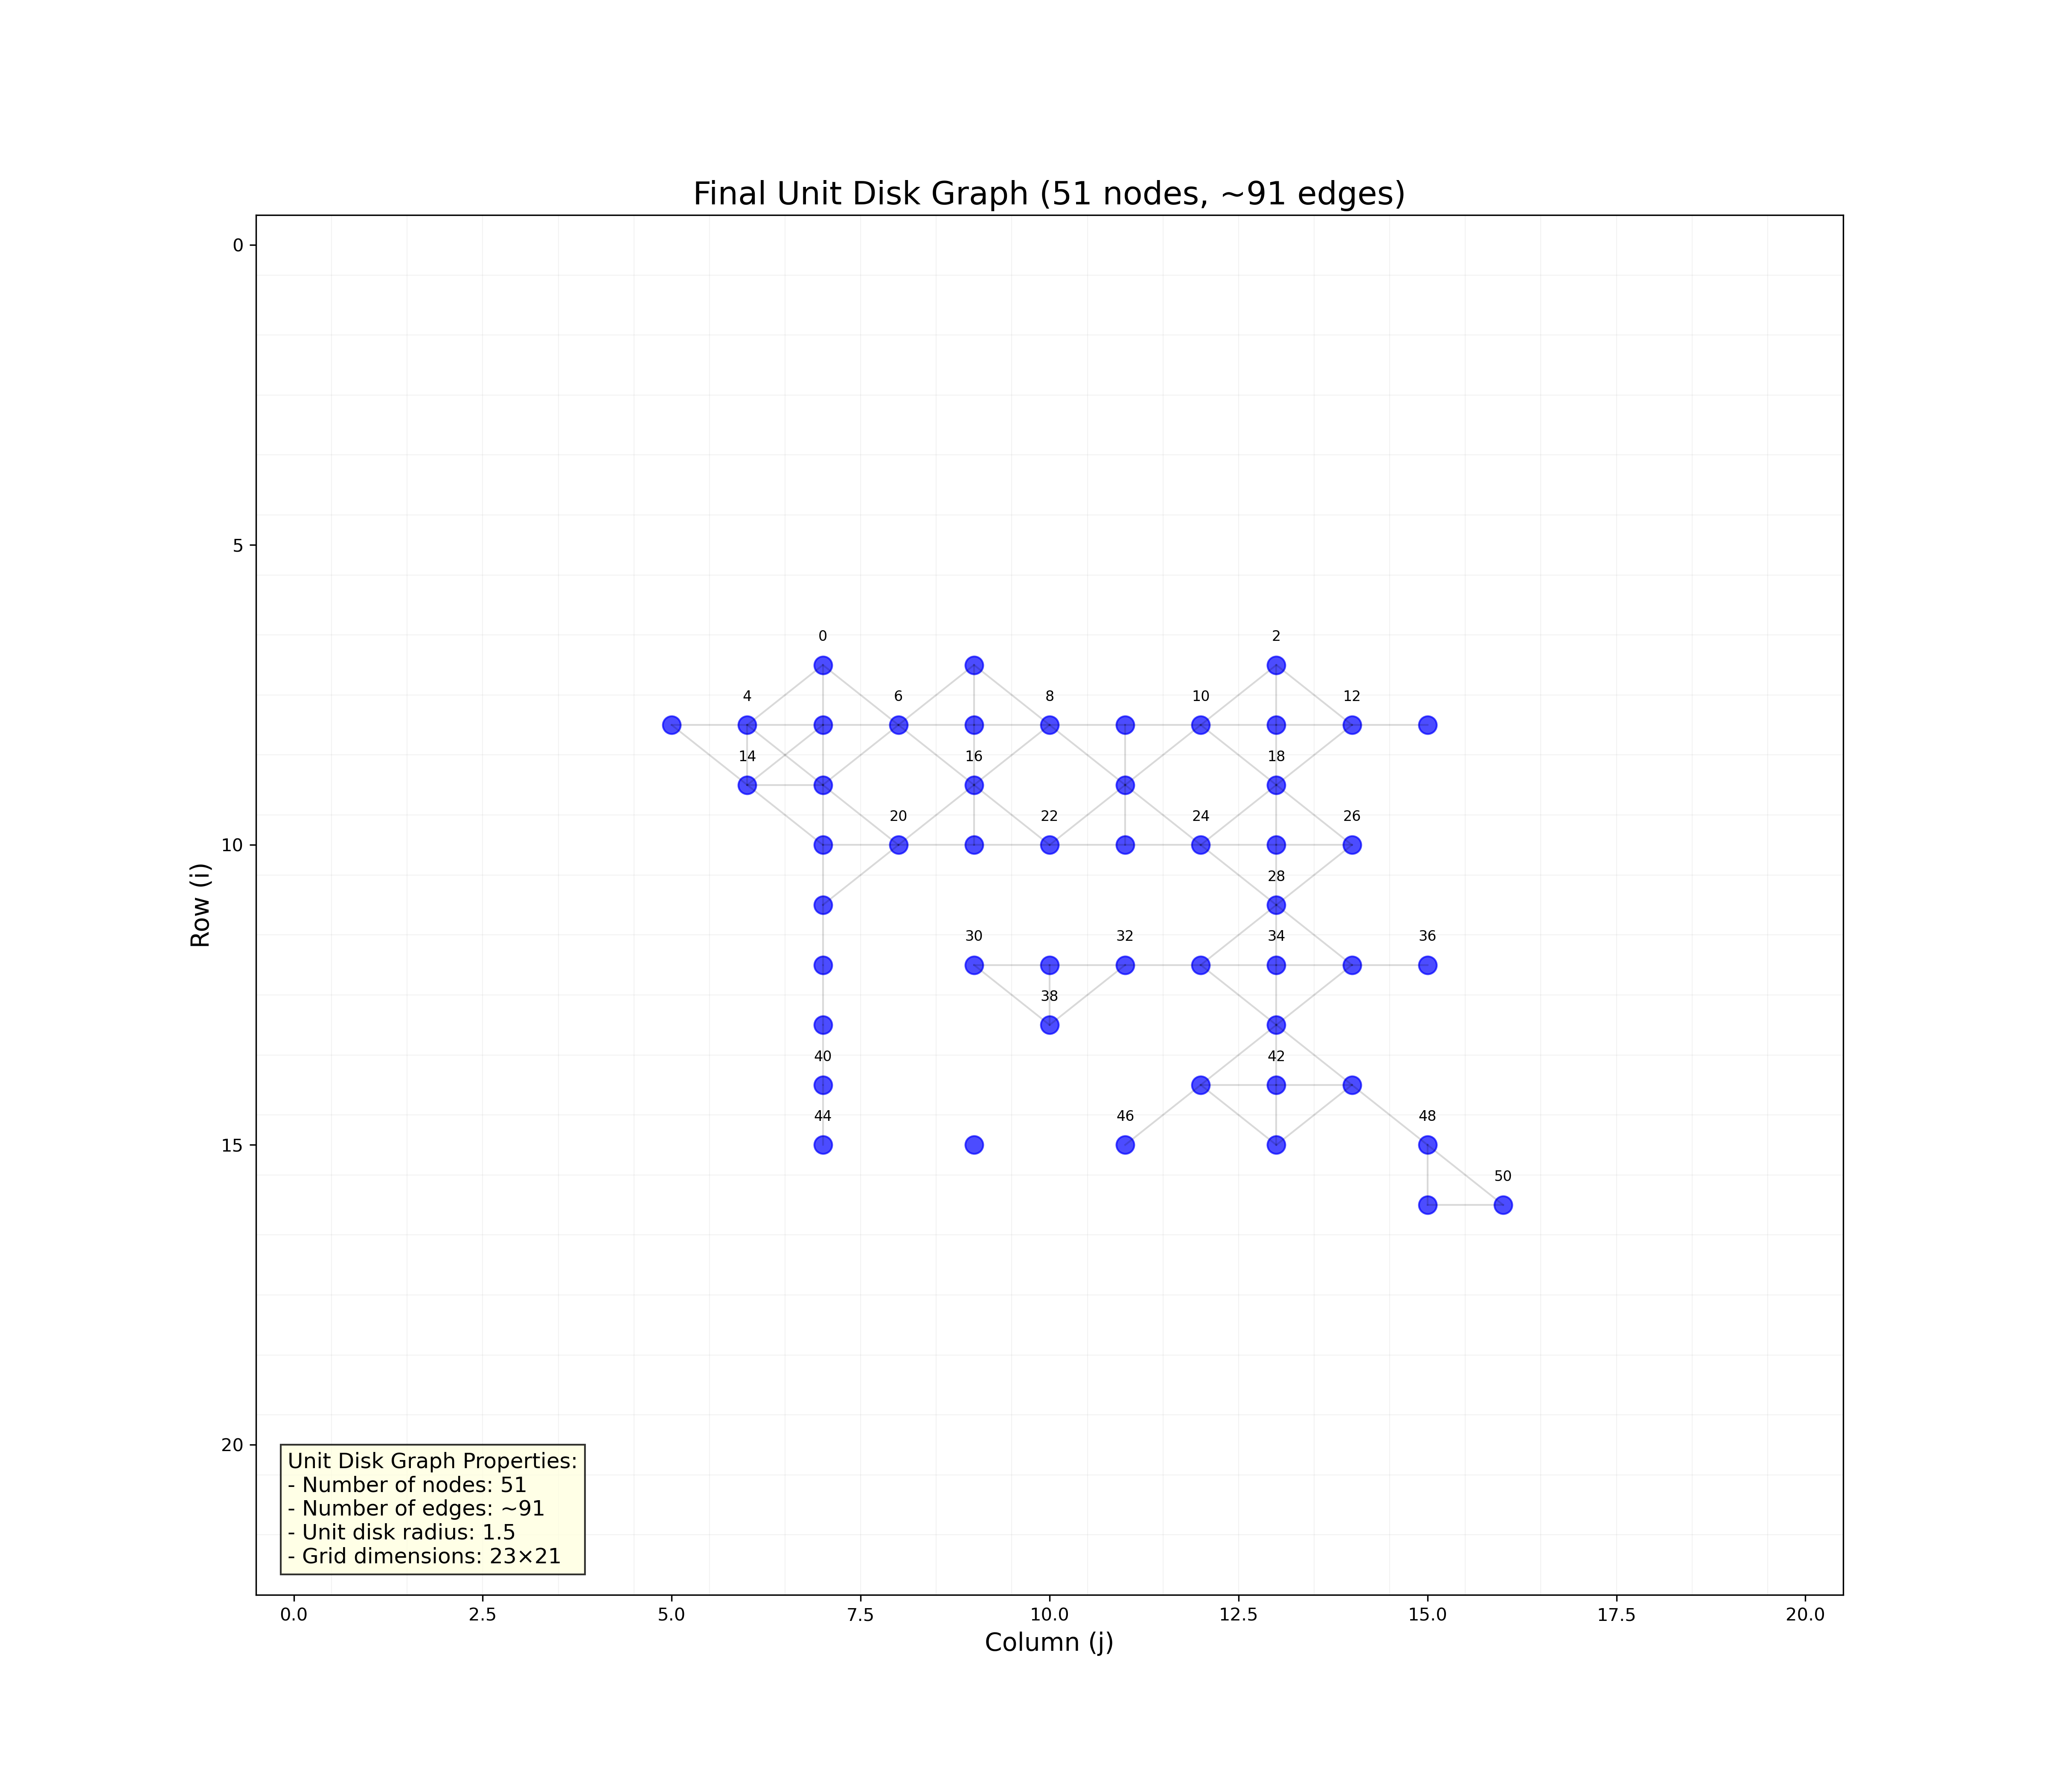 Final Unit Disk Graph (51 nodes, ~91 edges)
0
0 2
4 6 8 10 12
14 16 18
5
20 22 24 26
28
30 32 34 36
38
10
40 42
44 46 48
50
15
20
Row (i)
Unit Disk Graph Properties:
- Number of nodes: 51
- Number of edges: ~91
- Unit disk radius: 1.5
- Grid dimensions: 23×21
0.0 2.5 5.0 7.5 10.0 12.5 15.0 17.5 20.0
Column (j)